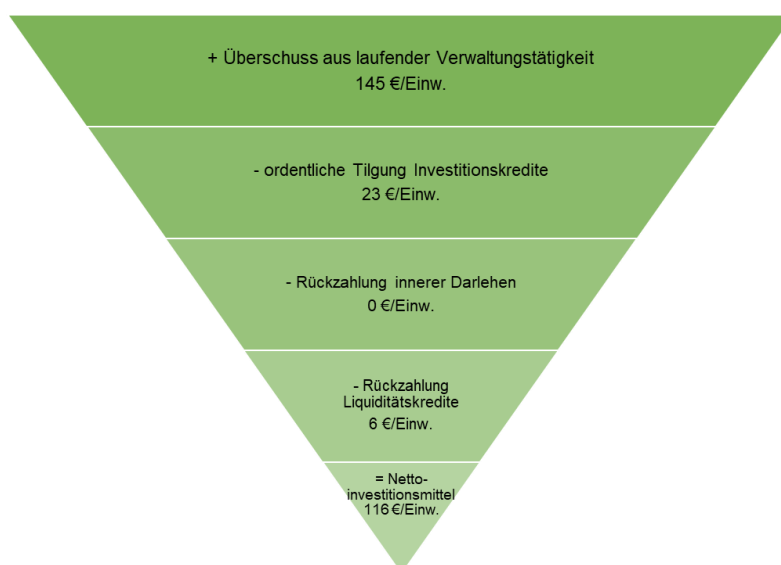 + Überschuss aus laufender Verwaltungstätigkeit
145 €/Einw.
- ordentliche Tilgung Investitionskredite
23 €/Einw.
- Rückzahlung innerer Darlehen
0 €/Einw.
- Rückzahlung
Liquiditätskredite
6 €/Einw.
= Netto-
investitionsmittel
116 €/Einw.